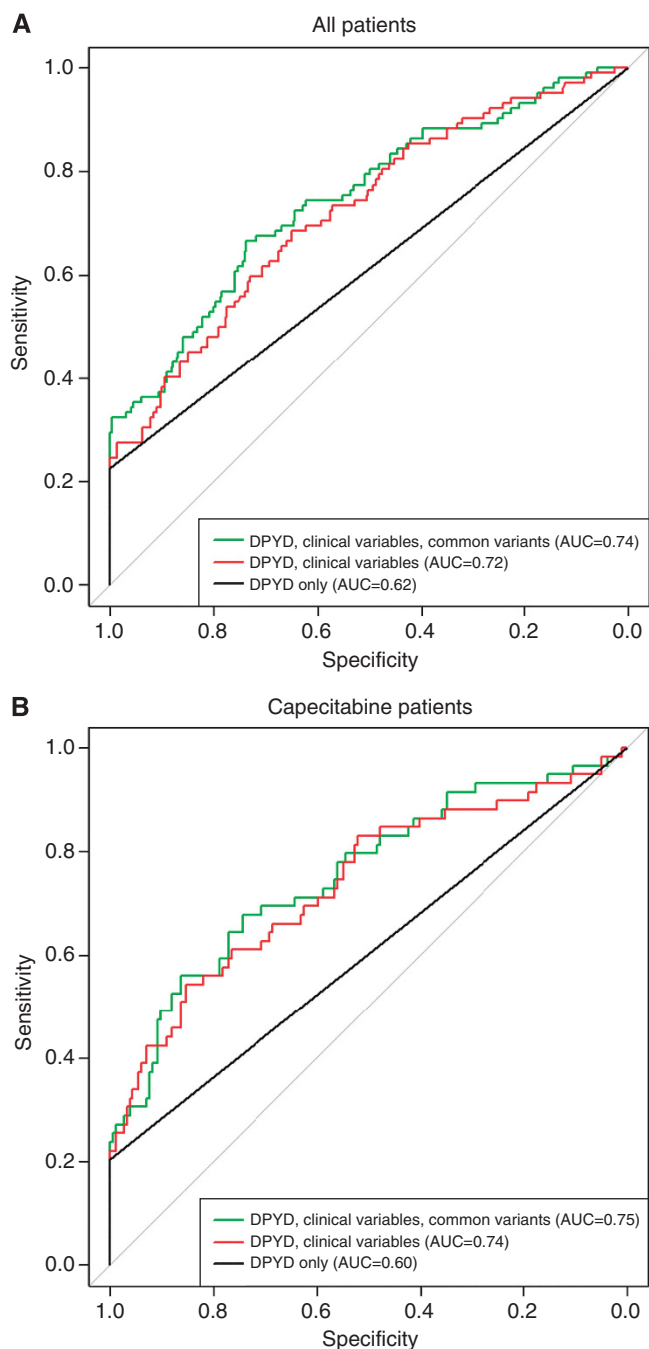 A
All patients
1.0
0.8
0.6
0.4
0.2
0.0
Sensitivity
DPYD, clinical variables, common variants (AUC=0.74)
DPYD, clinical variables (AUC=0.72)
DPYD only (AUC=0.62)
1.0 0.8 0.6 0.4 0.2 0.0
Specificity
B
Capecitabine patients
1.0
0.8
0.6
0.4
0.2
0.0
Sensitivity
DPYD, clinical variables, common variants (AUC=0.75)
DPYD, clinical variables (AUC=0.74)
DPYD only (AUC=0.60)
1.0 0.8 0.6 0.4 0.2 0.0
Specificity